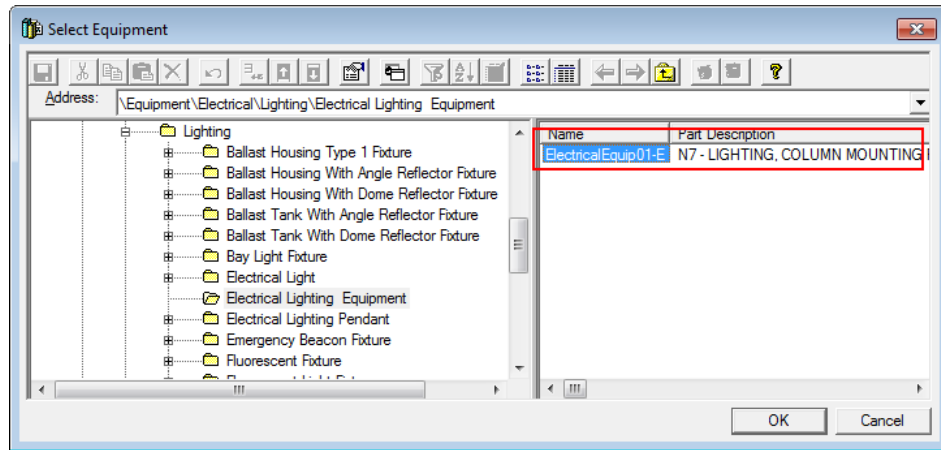 Select Equipment
Address:
\Equipment\Electrical\Lighting\Electrical Lighting  Equipment
Lighting
Ballast Housing Type 1 Fixture
Ballast Housing With Angle Reflector Fixture
Ballast Housing With Dome Reflector Fixture
Ballast Tank With Angle Reflector Fixture
Ballast Tank With Dome Reflector Fixture
Bay Light Fixture
Electrical Light
Electrical Lighting  Equipment
Electrical Lighting Pendant
Emergency Beacon Fixture
Fluorescent Fixture
Name Part Description
ElectricalEquip01-E N7 - LIGHTING, COLUMN MOUNTING
OK Cancel